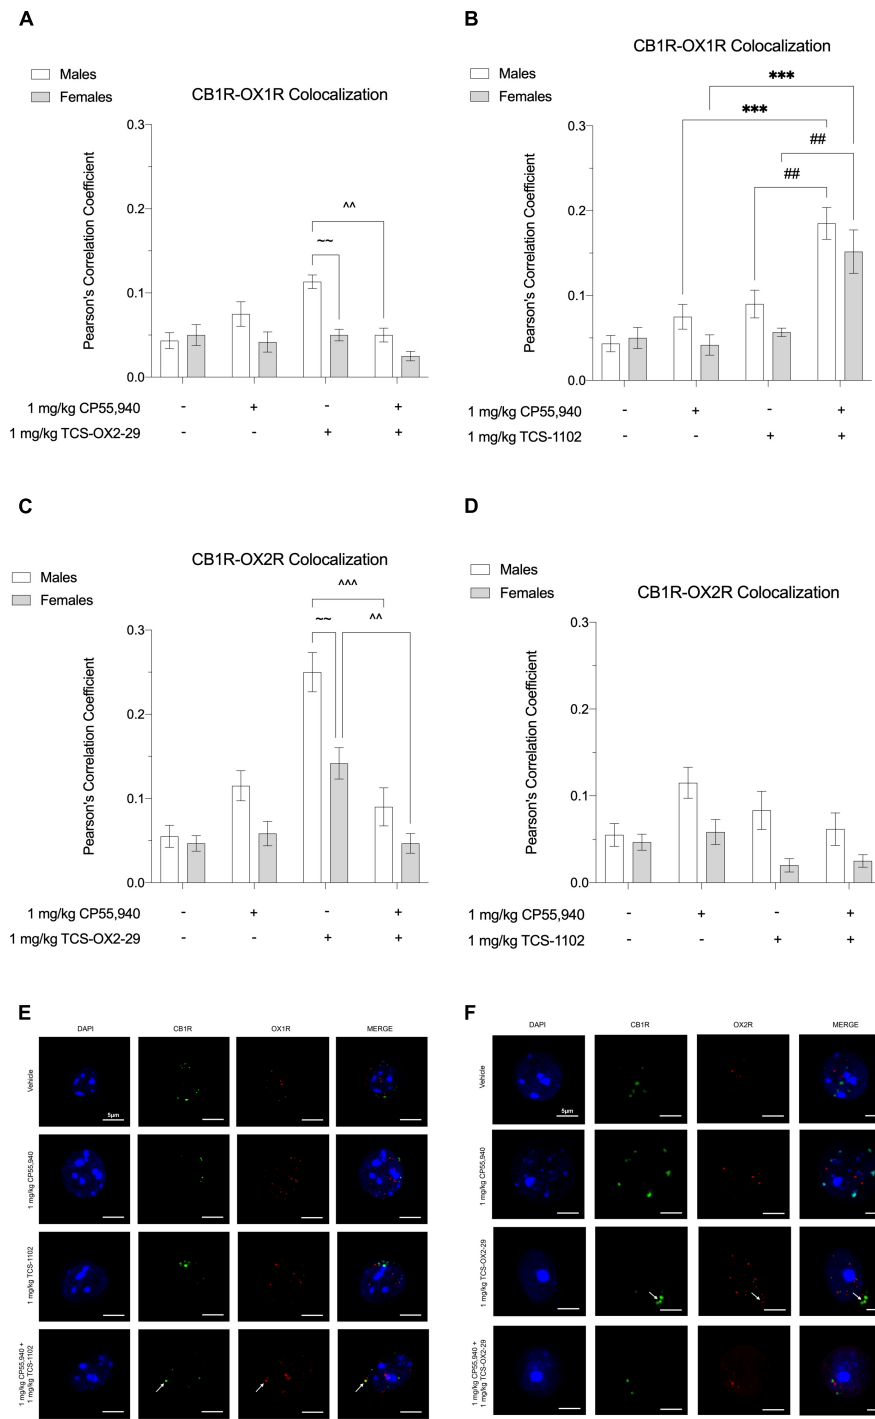 A
Males
Females
CB1R-OX1R Colocalization
^^
~~
Pearson's Correlation Coefficient
0.3
0.2
0.1
0.0
1 mg/kg CP55,940 - + - +
1 mg/kg TCS-OX2-29 - - + +
B
CB1R-OX1R Colocalization
Males
Females
***
***
##
##
Pearson's Correlation Coefficient
0.3
0.2
0.1
0.0
1 mg/kg CP55,940 - + - +
1 mg/kg TCS-1102 - - + +
C
CB1R-OX2R Colocalization
Males
Females
^^^
~~ ^^
Pearson's Correlation Coefficient
0.3
0.2
0.1
0.0
1 mg/kg CP55,940 - + - +
1 mg/kg TCS-OX2-29 - - + +
D
Males
Females
CB1R-OX2R Colocalization
Pearson's Correlation Coefficient
0.3
0.2
0.1
0.0
1 mg/kg CP55,940 - + - +
1 mg/kg TCS-1102 - - + +
E
DAPI CB1R OX1R MERGE
Vehicle
5μm
1 mg/kg CP55,940
1 mg/kg TCS-1102
1 mg/kg CP55,940 +
1 mg/kg TCS-1102
F
DAPI CB1R OX2R MERGE
Vehicle
5μm
1 mg/kg CP55,940
1 mg/kg TCS-OX2-29
1 mg/kg CP55,940 +
1 mg/kg TCS-OX2-29